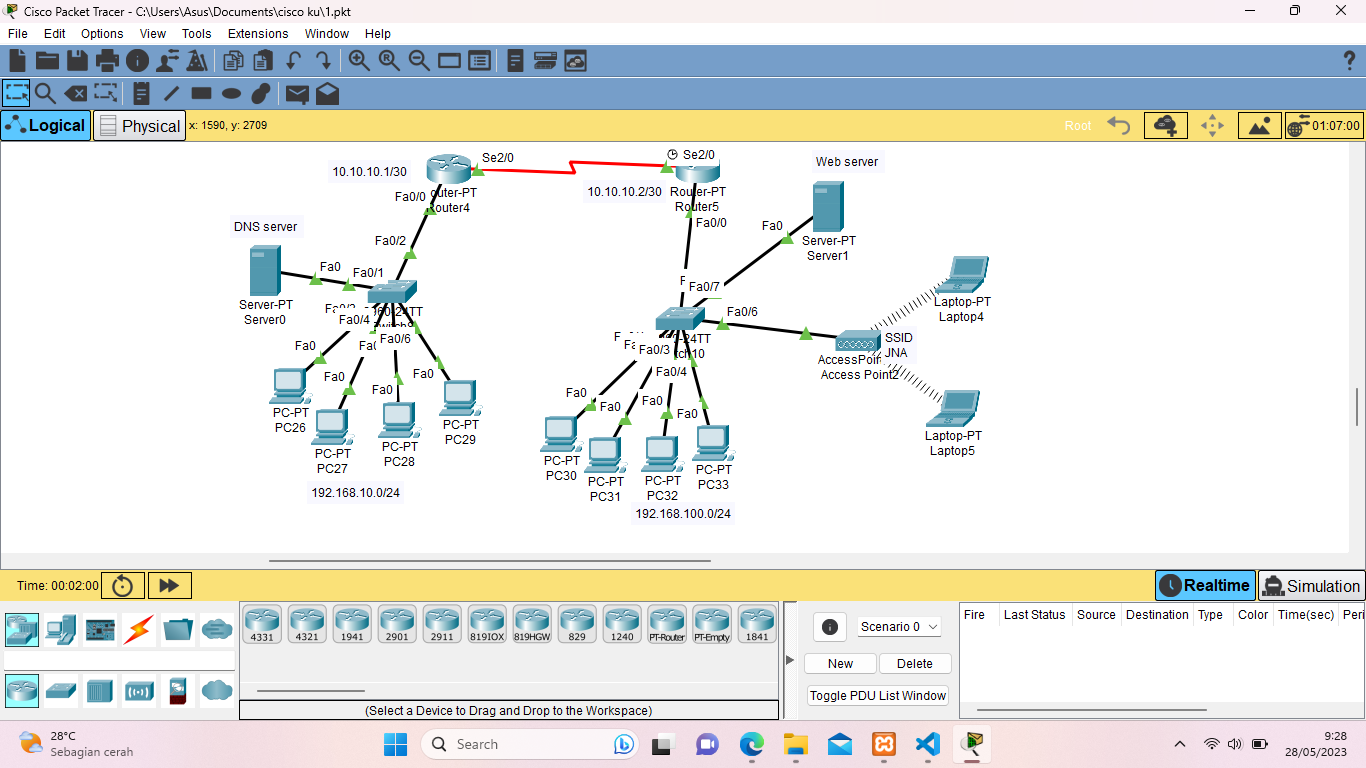 Cisco Packet Tracer - C:\Users\Asus\Documents\cisco ku\1.pkt
File Edit Options View Tools Extensions Window Help
Logical Physical x: 1590, y: 2709 Root 01:07:00
Se2/0
10.10.10.1/30
Fa0/0
outer-PT
Router4
Se2/0
10.10.10.2/30
Router-PT
Router5
Fa0/0
Web server
Fa0
Server-PT
Server1
DNS server
Fa0/2
Fa0
Fa0/1
Server-PT
Server0
Fa0/4
Fa0/6
Fa0
Fa0
Fa0
Fa0
PC-PT
PC26
PC-PT
PC27
PC-PT
PC28
PC-PT
PC29
192.168.10.0/24
Fa0/7
Fa0/6
Fa0/3
Fa0/4
Fa0
Fa0
Fa0
Fa0
PC-PT
PC30
PC-PT
PC31
PC-PT
PC32
PC-PT
PC33
192.168.100.0/24
SSID
JNA
Access Point2
Laptop-PT
Laptop4
Laptop-PT
Laptop5
Time: 00:02:00 Realtime Simulation
4331 4321 1941 2901 2911 819IOX 819HGW 829 1240 PT-Router PT-Empty 1841
(Select a Device to Drag and Drop to the Workspace)
Scenario 0
New Delete
Toggle PDU List Window
Fire Last Status Source Destination Type Color Time(sec) Peri
28°C
Sebagian cerah
Search
9:28
28/05/2023